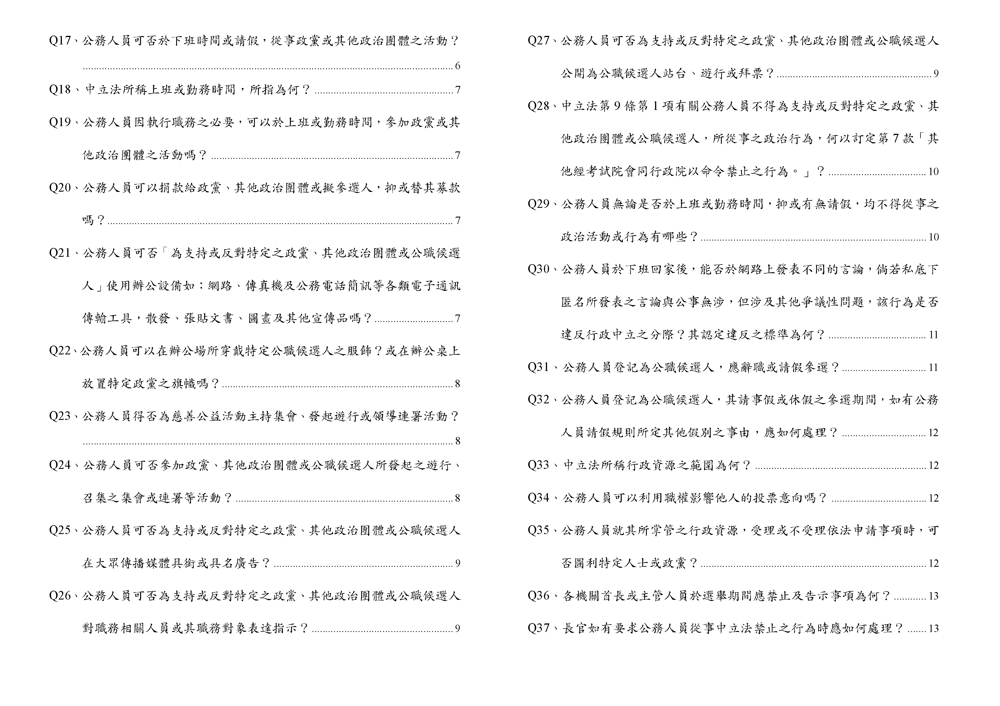 Q17、公務人員可否於下班時間或請假，從事政黨或其他政治團體之活動？
........................................................................................................................................6
Q18、中立法所稱上班或勤務時間，所指為何？...................................................7
Q19、公務人員因執行職務之必要，可以於上班或勤務時間，參加政黨或其
他政治團體之活動嗎？.........................................................................................7
Q20、公務人員可以捐款給政黨、其他政治團體或擬參選人，抑或替其募款
嗎？...............................................................................................................................7
Q21、公務人員可否「為支持或反對特定之政黨、其他政治團體或公職候選
人」使用辦公設備如：網路、傳真機及公務電話簡訊等各類電子通訊
傳輸工具，散發、張貼文書、圖畫及其他宣傳品嗎？.............................7
Q22、公務人員可以在辦公場所穿戴特定公職候選人之服飾？或在辦公桌上
放置特定政黨之旗幟嗎？.....................................................................................8
Q23、公務人員得否為慈善公益活動主持集會、發起遊行或領導連署活動？
........................................................................................................................................8
Q24、公務人員可否參加政黨、其他政治團體或公職候選人所發起之遊行、
召集之集會或連署等活動？................................................................................8
Q25、公務人員可否為支持或反對特定之政黨、其他政治團體或公職候選人
在大眾傳播媒體具銜或具名廣告？..................................................................9
Q26、公務人員可否為支持或反對特定之政黨、其他政治團體或公職候選人
對職務相關人員或其職務對象表達指示？....................................................9
Q27、公務人員可否為支持或反對特定之政黨、其他政治團體或公職候選人
公開為公職候選人站台、遊行或拜票？.........................................................9
Q28、中立法第 9 條第 1 項有關公務人員不得為支持或反對特定之政黨、其
他政治團體或公職候選人，所從事之政治行為，何以訂定第 7 款「其
他經考試院會同行政院以命令禁止之行為。」？....................................10
Q29、公務人員無論是否於上班或勤務時間，抑或有無請假，均不得從事之
政治活動或行為有哪些？...................................................................................10
Q30、公務人員於下班回家後，能否於網路上發表不同的言論，倘若私底下
匿名所發表之言論與公事無涉，但涉及其他爭議性問題，該行為是否
違反行政中立之分際？其認定違反之標準為何？....................................11
Q31、公務人員登記為公職候選人，應辭職或請假參選？...............................11
Q32、公務人員登記為公職候選人，其請事假或休假之參選期間，如有公務
人員請假規則所定其他假別之事由，應如何處理？...............................12
Q33、中立法所稱行政資源之範圍為何？...............................................................12
Q34、公務人員可以利用職權影響他人的投票意向嗎？...................................12
Q35、公務人員就其所掌管之行政資源，受理或不受理依法申請事項時，可
否圖利特定人士或政黨？...................................................................................12
Q36、各機關首長或主管人員於選舉期間應禁止及告示事項為何？............13
Q37、長官如有要求公務人員從事中立法禁止之行為時應如何處理？.......13